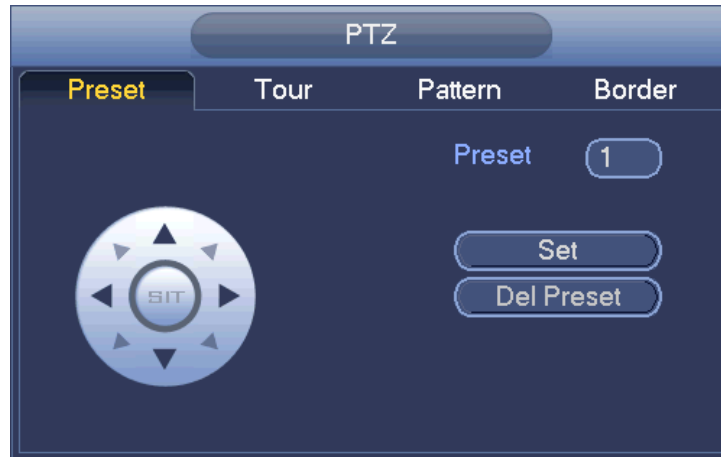 PTZ
Preset Tour Pattern Border
Preset 1
Set
SIT
Del Preset